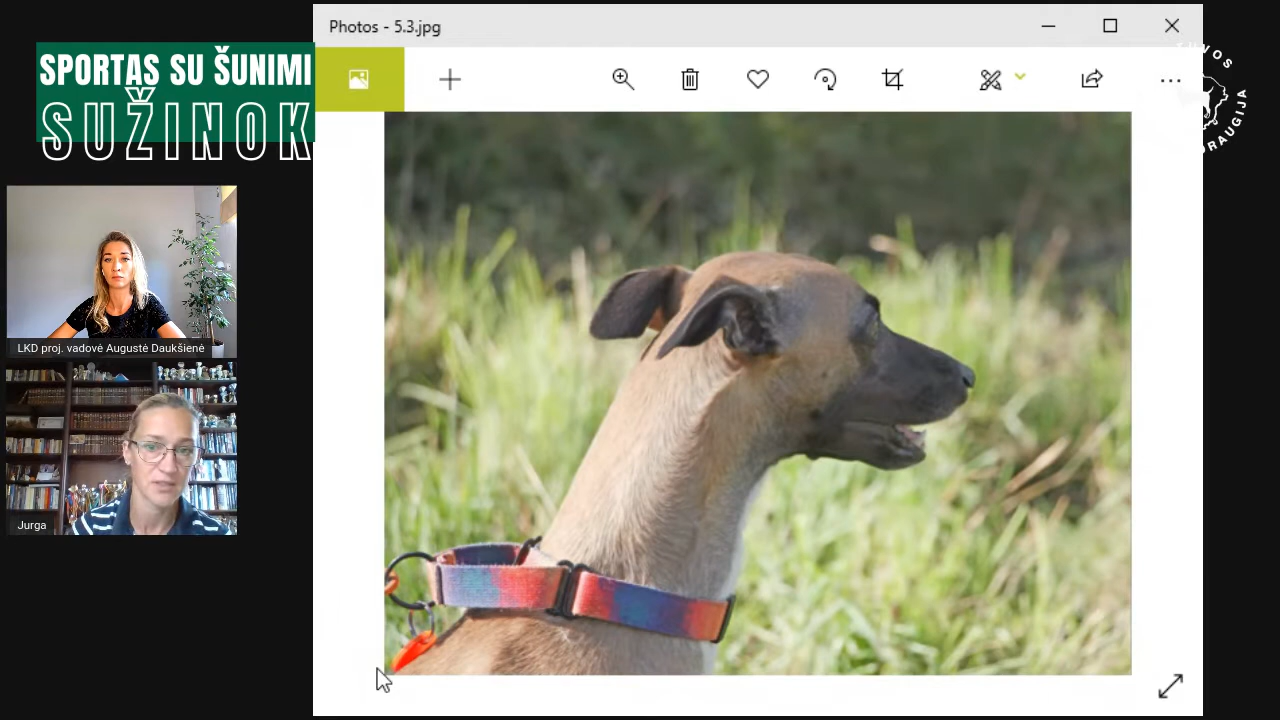 Photos - 5.3.jpg
SPORTAS SU ŠUNIMI
SUŽINOK
LKD proj. vadovė Augustė Daukšienė
Jurga